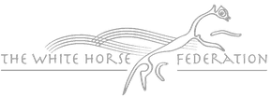 THE WHITE HORSE FEDERATION